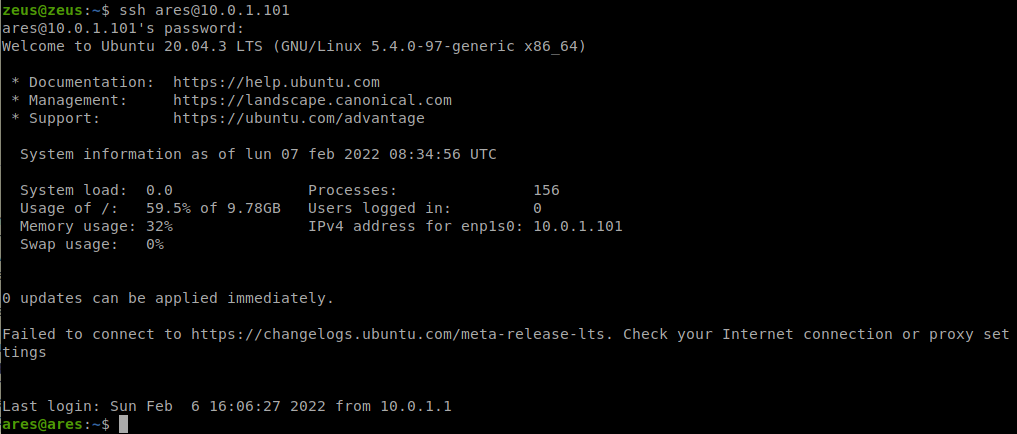 zeus@zeus:~$ ssh ares@10.0.1.101
ares@10.0.1.101's password:
Welcome to Ubuntu 20.04.3 LTS (GNU/Linux 5.4.0-97-generic x86_64)
* Documentation:  https://help.ubuntu.com
* Management:     https://landscape.canonical.com
* Support:        https://ubuntu.com/advantage
System information as of lun 07 feb 2022 08:34:56 UTC
System load:  0.0               Processes:               156
Usage of /:   59.5% of 9.78GB   Users logged in:         0
Memory usage: 32%               IPv4 address for enp1s0: 10.0.1.101
Swap usage:   0%
0 updates can be applied immediately.
Failed to connect to https://changelogs.ubuntu.com/meta-release-lts. Check your Internet connection or proxy set
tings
Last login: Sun Feb  6 16:06:27 2022 from 10.0.1.1
ares@ares:~$